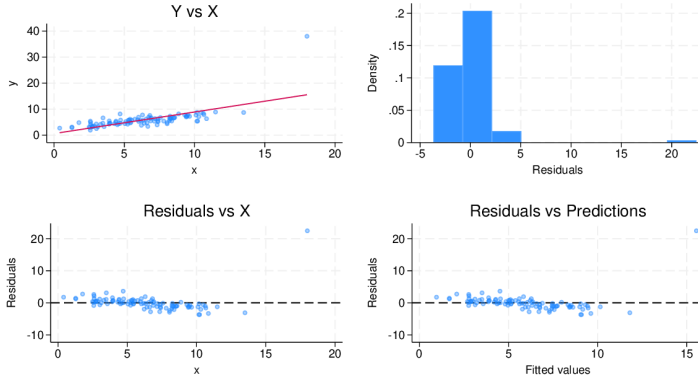 Y vs X
40
30
20
10
0
y
0 5 10 15 20
x
.2
.15
.1
.05
0
Density
-5 0 5 10 15 20
Residuals
Residuals vs X
20
10
0
-10
Residuals
0 5 10 15 20
x
Residuals vs Predictions
20
10
0
-10
Residuals
0 5 10 15
Fitted values